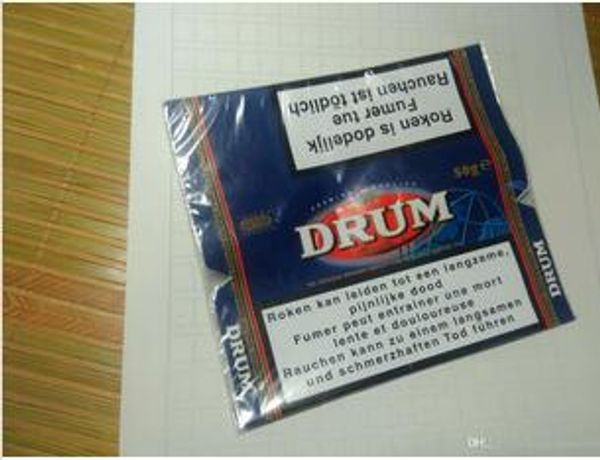 Roken is dodelijk
Fumer tue
Rauchen ist tödlich
50g e
DRUM
Roken kan leiden tot een langzame,
pijnlijke dood
Fumer peut entraîner une mort
lente et douloureuse
Rauchen kann zu einem langsamen
und schmerzhaften Tod führen
DRUM
DRUM